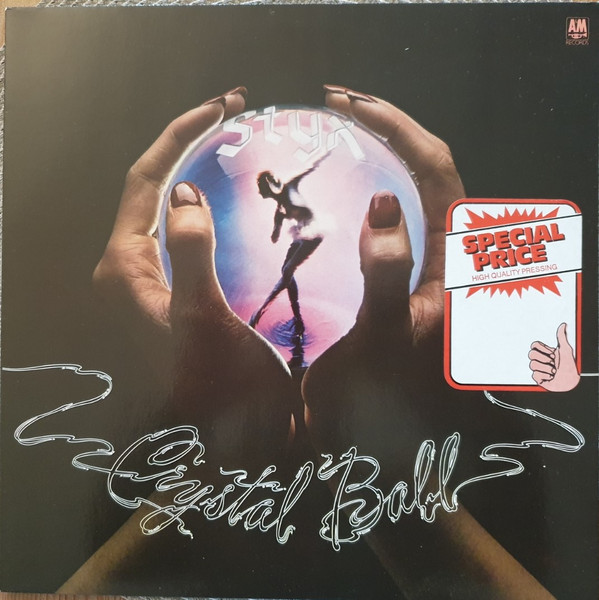 A&M
RECORDS
Styx
SPECIAL
PRICE
HIGH QUALITY PRESSING
Crystal Ball